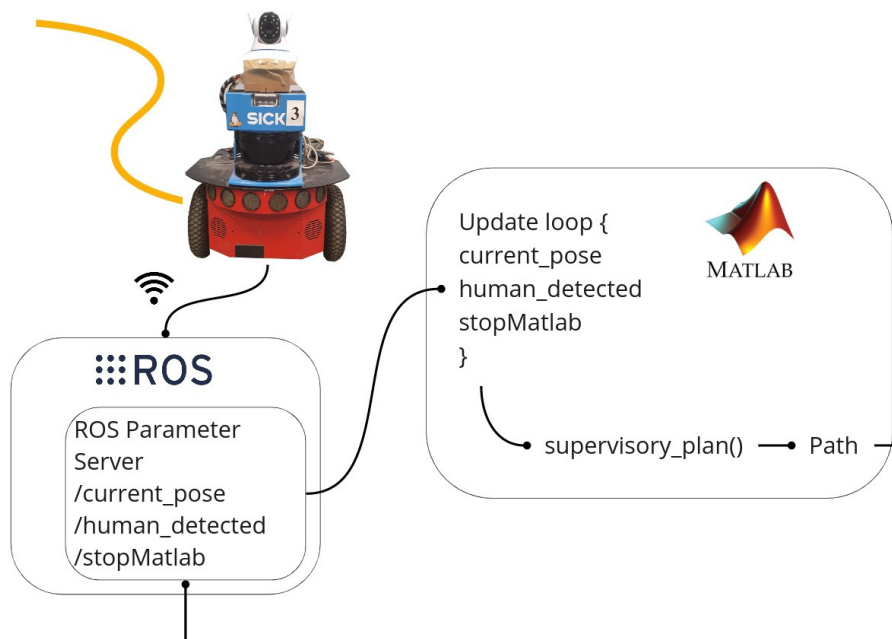 SICK 3
ROS
ROS Parameter
Server
/current_pose
/human_detected
/stopMatlab
Update loop {
current_pose
human_detected
stopMatlab
}
MATLAB
supervisory_plan()
Path